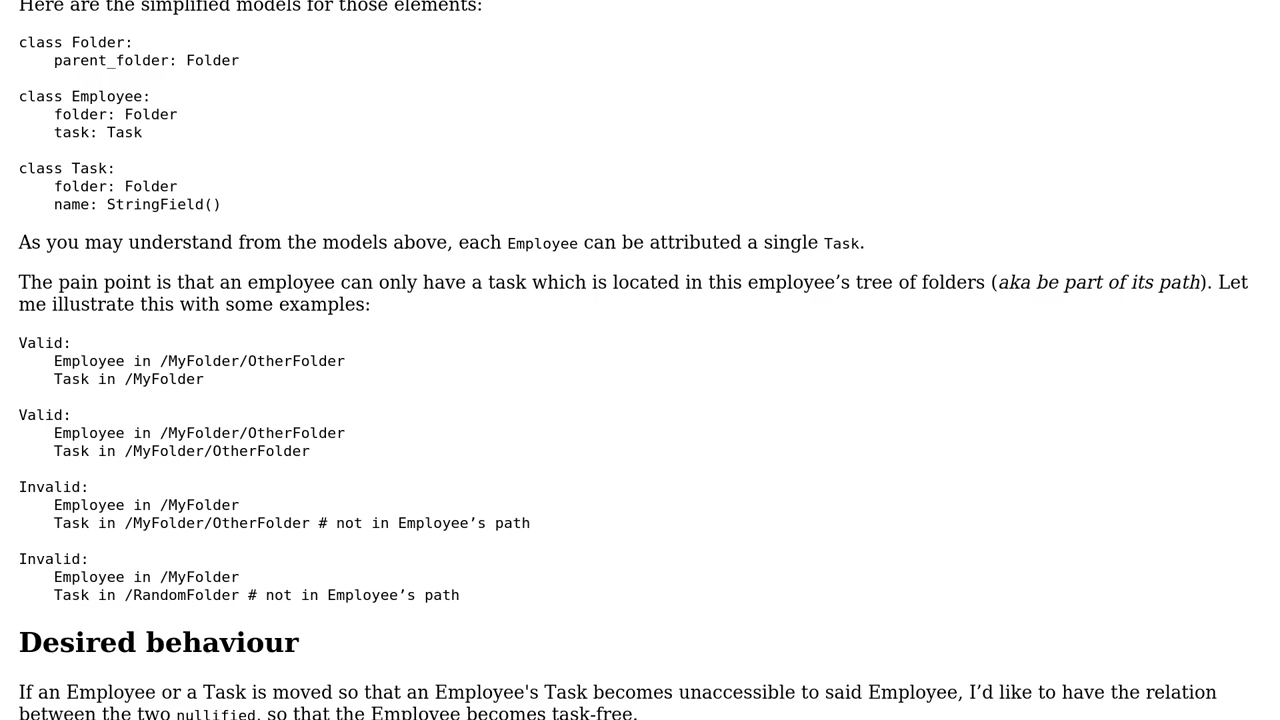 Here are the simplified models for those elements:
class Folder:
    parent_folder: Folder
class Employee:
    folder: Folder
    task: Task
class Task:
    folder: Folder
    name: StringField()
As you may understand from the models above, each Employee can be attributed a single Task.
The pain point is that an employee can only have a task which is located in this employee’s tree of folders (aka be part of its path). Let
me illustrate this with some examples:
Valid:
    Employee in /MyFolder/OtherFolder
    Task in /MyFolder
Valid:
    Employee in /MyFolder/OtherFolder
    Task in /MyFolder/OtherFolder
Invalid:
    Employee in /MyFolder
    Task in /MyFolder/OtherFolder # not in Employee’s path
Invalid:
    Employee in /MyFolder
    Task in /RandomFolder # not in Employee’s path
Desired behaviour
If an Employee or a Task is moved so that an Employee's Task becomes unaccessible to said Employee, I’d like to have the relation
between the two nullified, so that the Employee becomes task-free.